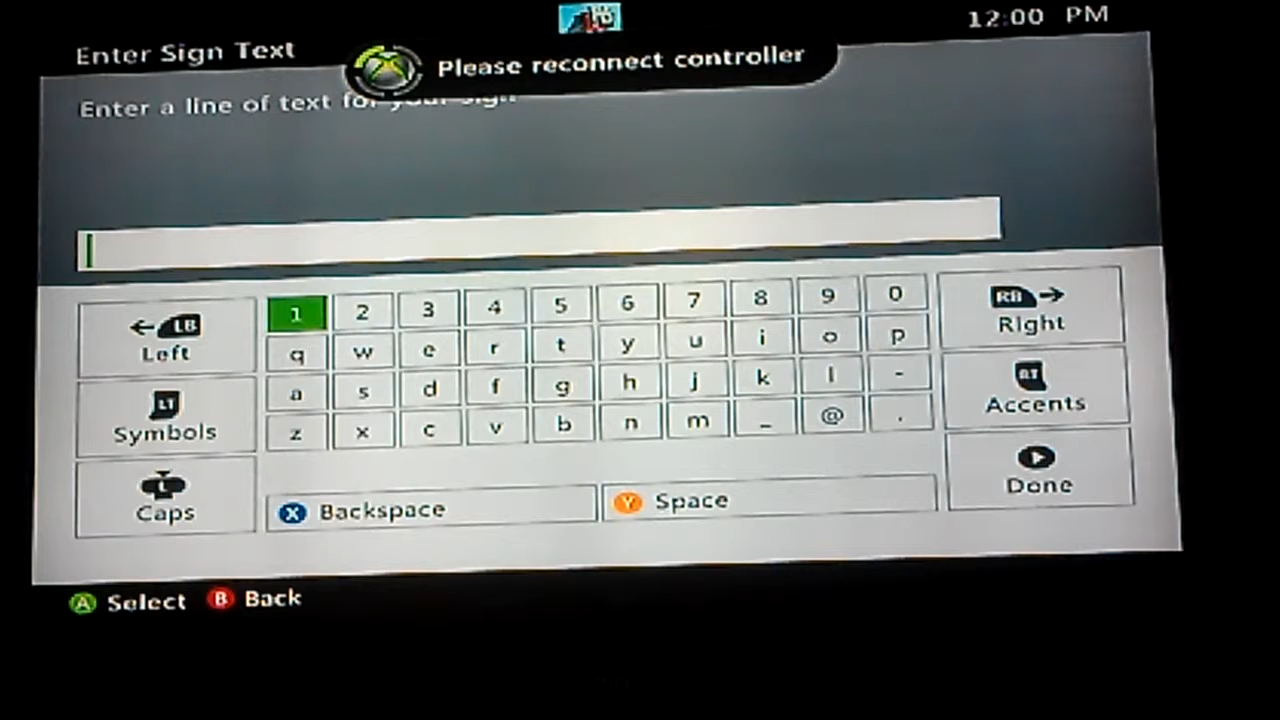 12:00 PM
Enter Sign Text
Please reconnect controller
Enter a line of text for your sign
1 2 3 4 5 6 7 8 9 0
q w e r t y u i o p
a s d f g h j k l -
z x c v b n m _ @ .
LB
Left
LT
Symbols
L
Caps
X Backspace
Y Space
RB
Right
RT
Accents
Done
A Select B Back